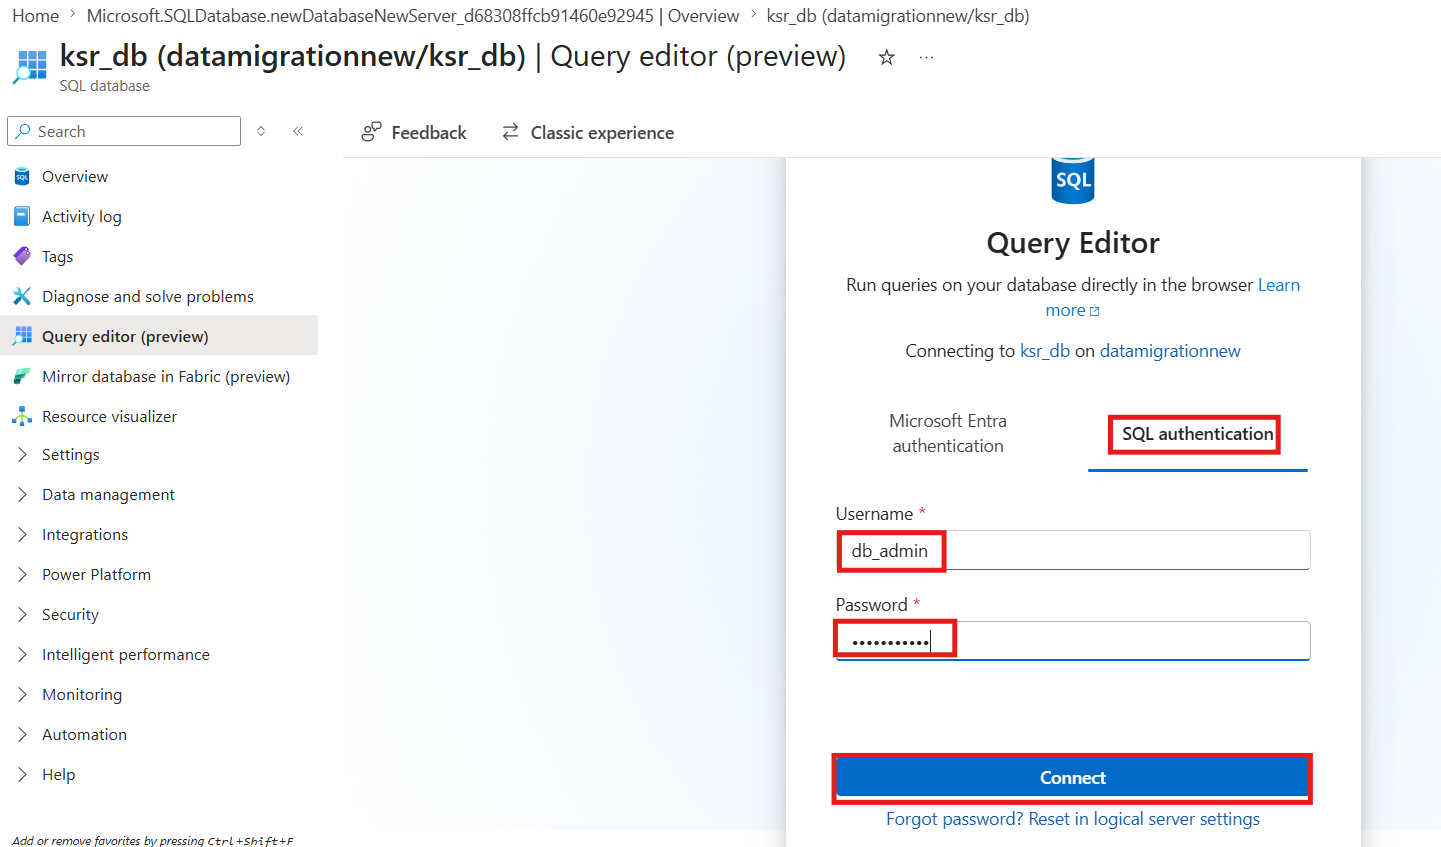 Home > Microsoft.SQLDatabase.newDatabaseNewServer_d68308ffcb91460e92945 | Overview > ksr_db (datamigrationnew/ksr_db)
ksr_db (datamigrationnew/ksr_db) | Query editor (preview)
SQL database
Search
Feedback
Classic experience
Overview
Activity log
Tags
Diagnose and solve problems
Query editor (preview)
Mirror database in Fabric (preview)
Resource visualizer
Settings
Data management
Integrations
Power Platform
Security
Intelligent performance
Monitoring
Automation
Help
Add or remove favorites by pressing Ctrl+Shift+F
SQL
Query Editor
Run queries on your database directly in the browser Learn
more
Connecting to ksr_db on datamigrationnew
Microsoft Entra
authentication
SQL authentication
Username *
db_admin
Password *
•••••••••••
Connect
Forgot password? Reset in logical server settings